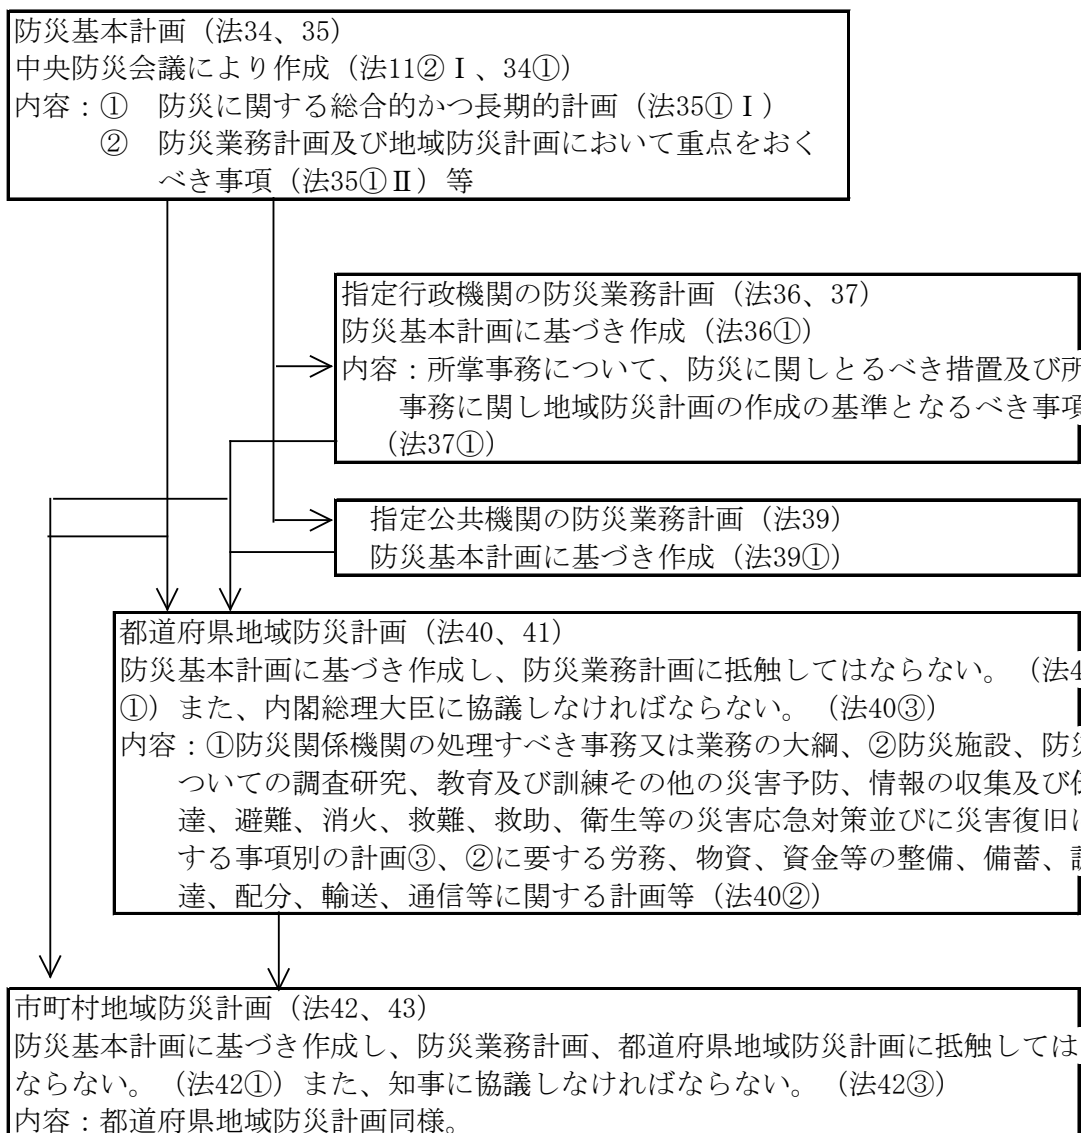 防災基本計画（法34、35）
中央防災会議により作成（法11②Ⅰ、34①）
内容：①　防災に関する総合的かつ長期的計画（法35①Ⅰ）
②　防災業務計画及び地域防災計画において重点をおく
べき事項（法35①Ⅱ）等
指定行政機関の防災業務計画（法36、37）
防災基本計画に基づき作成（法36①）
内容：所掌事務について、防災に関しとるべき措置及び所
事務に関し地域防災計画の作成の基準となるべき事項
（法37①）
指定公共機関の防災業務計画（法39）
防災基本計画に基づき作成（法39①）
都道府県地域防災計画（法40、41）
防災基本計画に基づき作成し、防災業務計画に抵触してはならない。（法4
①）また、内閣総理大臣に協議しなければならない。（法40③）
内容：①防災関係機関の処理すべき事務又は業務の大綱、②防災施設、防災
ついての調査研究、教育及び訓練その他の災害予防、情報の収集及び伝
達、避難、消火、救難、救助、衛生等の災害応急対策並びに災害復旧に
する事項別の計画③、②に要する労務、物資、資金等の整備、備蓄、調
達、配分、輸送、通信等に関する計画等（法40②）
市町村地域防災計画（法42、43）
防災基本計画に基づき作成し、防災業務計画、都道府県地域防災計画に抵触しては
ならない。（法42①）また、知事に協議しなければならない。（法42③）
内容：都道府県地域防災計画同様。